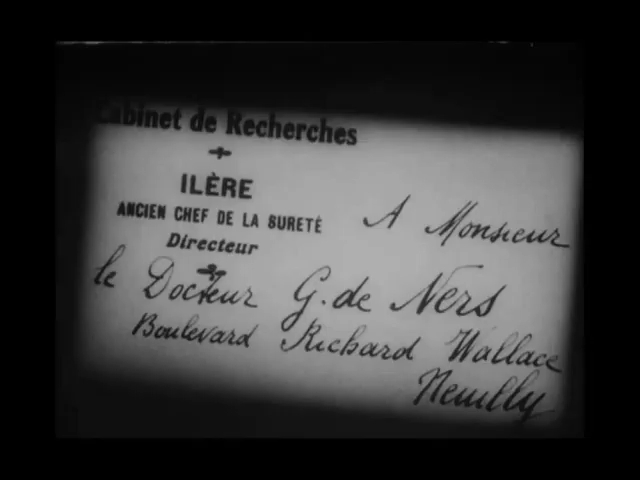 Cabinet de Recherches
ILÈRE
ANCIEN CHEF DE LA SURETÉ
Directeur
A Monsieur
le Docteur G. de Ners
Boulevard Richard Wallace
Neuilly